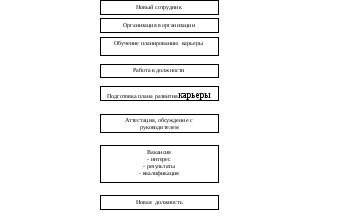 Новый сотрудник
Организация в организации
Обучение планированию карьеры
Работа в должности
Подготовка плана развития карьеры
Аттестация, обсуждение с
руководителем
Вакансия
- интерес
- результаты
- квалификация
Новая должность